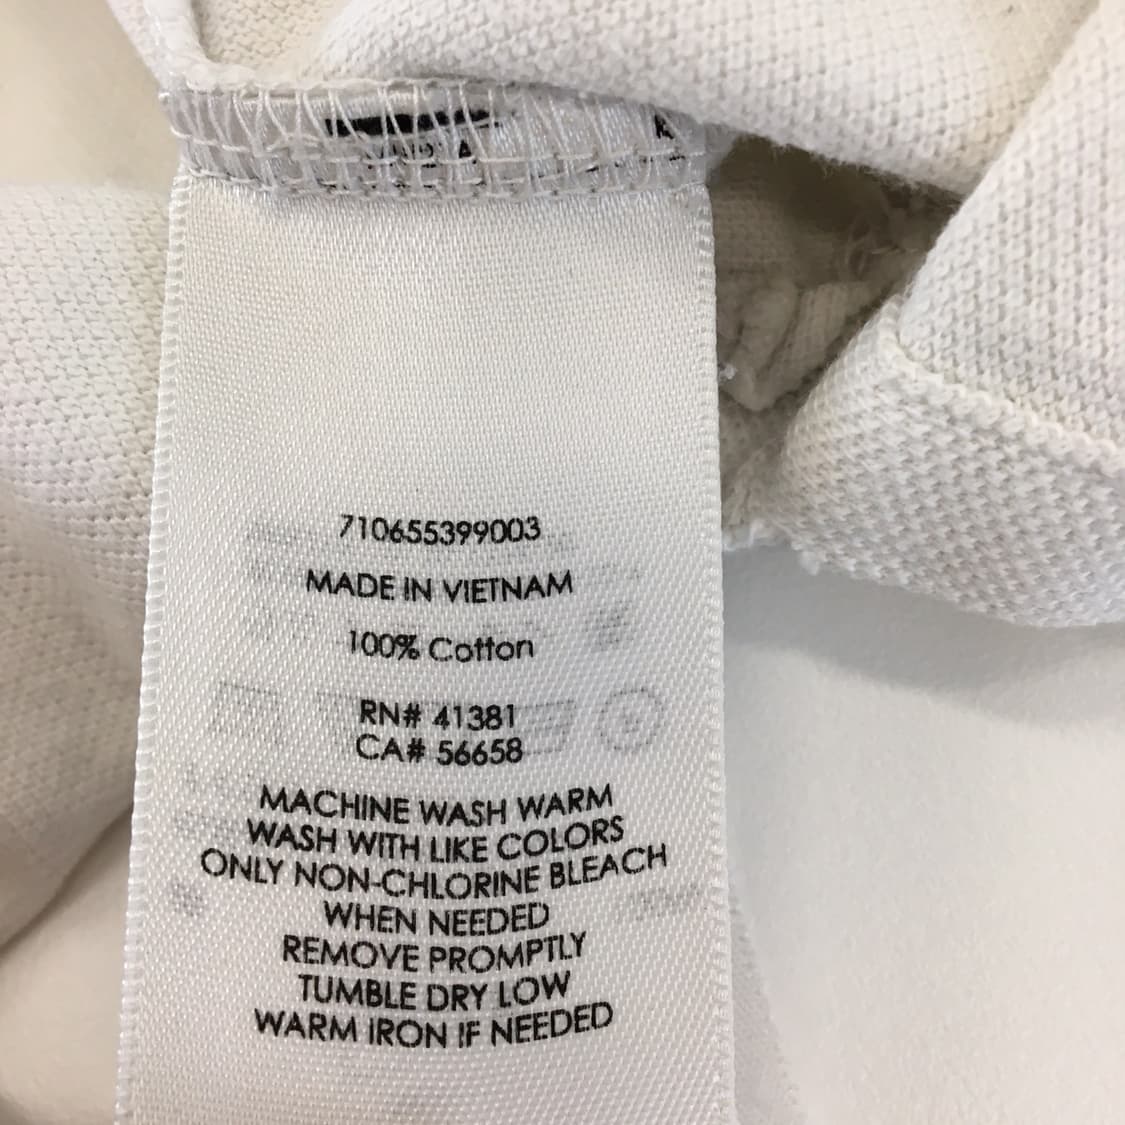 710655399003
MADE IN VIETNAM
100% Cotton
RN# 41381
CA# 56658
MACHINE WASH WARM
WASH WITH LIKE COLORS
ONLY NON-CHLORINE BLEACH
WHEN NEEDED
REMOVE PROMPTLY
TUMBLE DRY LOW
WARM IRON IF NEEDED